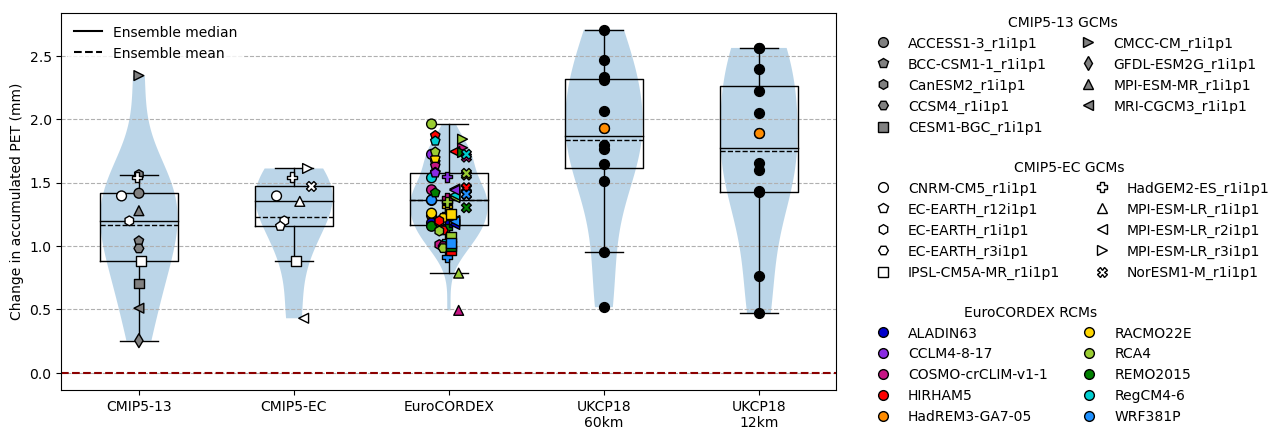 Ensemble median
Ensemble mean
Change in accumulated PET (mm)
2.5
2.0
1.5
1.0
0.5
0.0
CMIP5-13
CMIP5-EC
EuroCORDEX
UKCP18
60km
UKCP18
12km
CMIP5-13 GCMs
ACCESS1-3_r1i1p1
BCC-CSM1-1_r1i1p1
CanESM2_r1i1p1
CCSM4_r1i1p1
CESM1-BGC_r1i1p1
CMCC-CM_r1i1p1
GFDL-ESM2G_r1i1p1
MPI-ESM-MR_r1i1p1
MRI-CGCM3_r1i1p1
CMIP5-EC GCMs
CNRM-CM5_r1i1p1
EC-EARTH_r12i1p1
EC-EARTH_r1i1p1
EC-EARTH_r3i1p1
IPSL-CM5A-MR_r1i1p1
HadGEM2-ES_r1i1p1
MPI-ESM-LR_r1i1p1
MPI-ESM-LR_r2i1p1
MPI-ESM-LR_r3i1p1
NorESM1-M_r1i1p1
EuroCORDEX RCMs
ALADIN63
CCLM4-8-17
COSMO-crCLIM-v1-1
HIRHAM5
HadREM3-GA7-05
RACMO22E
RCA4
REMO2015
RegCM4-6
WRF381P